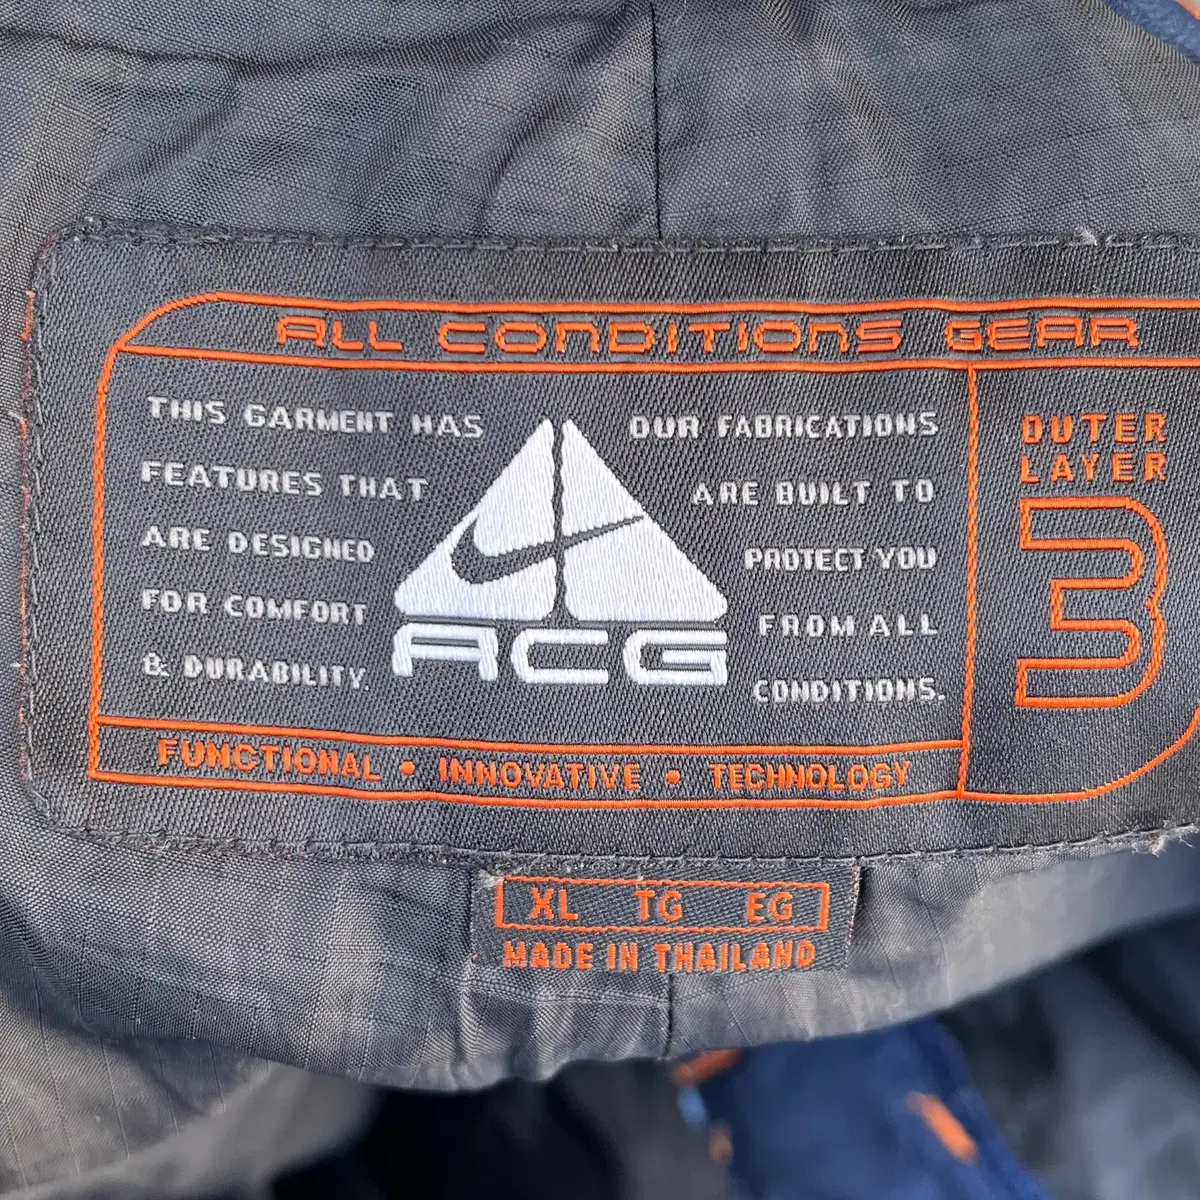 ALL CONDITIONS GEAR
THIS GARMENT HAS
FEATURES THAT
ARE DESIGNED
FOR COMFORT
& DURABILITY.
ACG
OUR FABRICATIONS
ARE BUILT TO
PROTECT YOU
FROM ALL
CONDITIONS.
OUTER
LAYER
3
FUNCTIONAL • INNOVATIVE • TECHNOLOGY
XL TG EG
MADE IN THAILAND